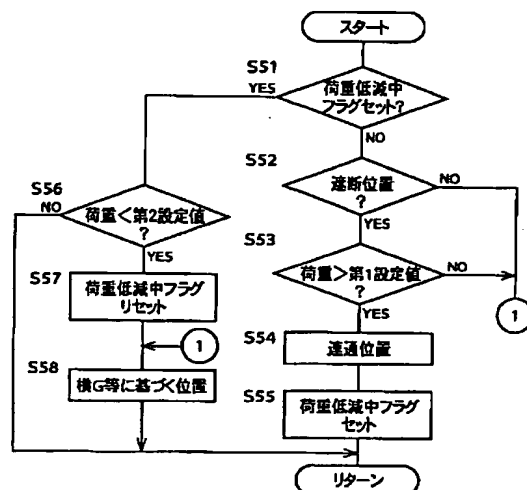 スタート
S51
荷重低減中
フラグセット?
YES
NO
S52
遮断位置
?
NO
YES
S53
荷重>第1設定値
?
NO
YES
1
S54
連通位置
S55
荷重低減中フラグ
セット
S56
NO
荷重<第2設定値
?
YES
S57
荷重低減中フラグ
リセット
1
S58
横G等に基づく位置
リターン